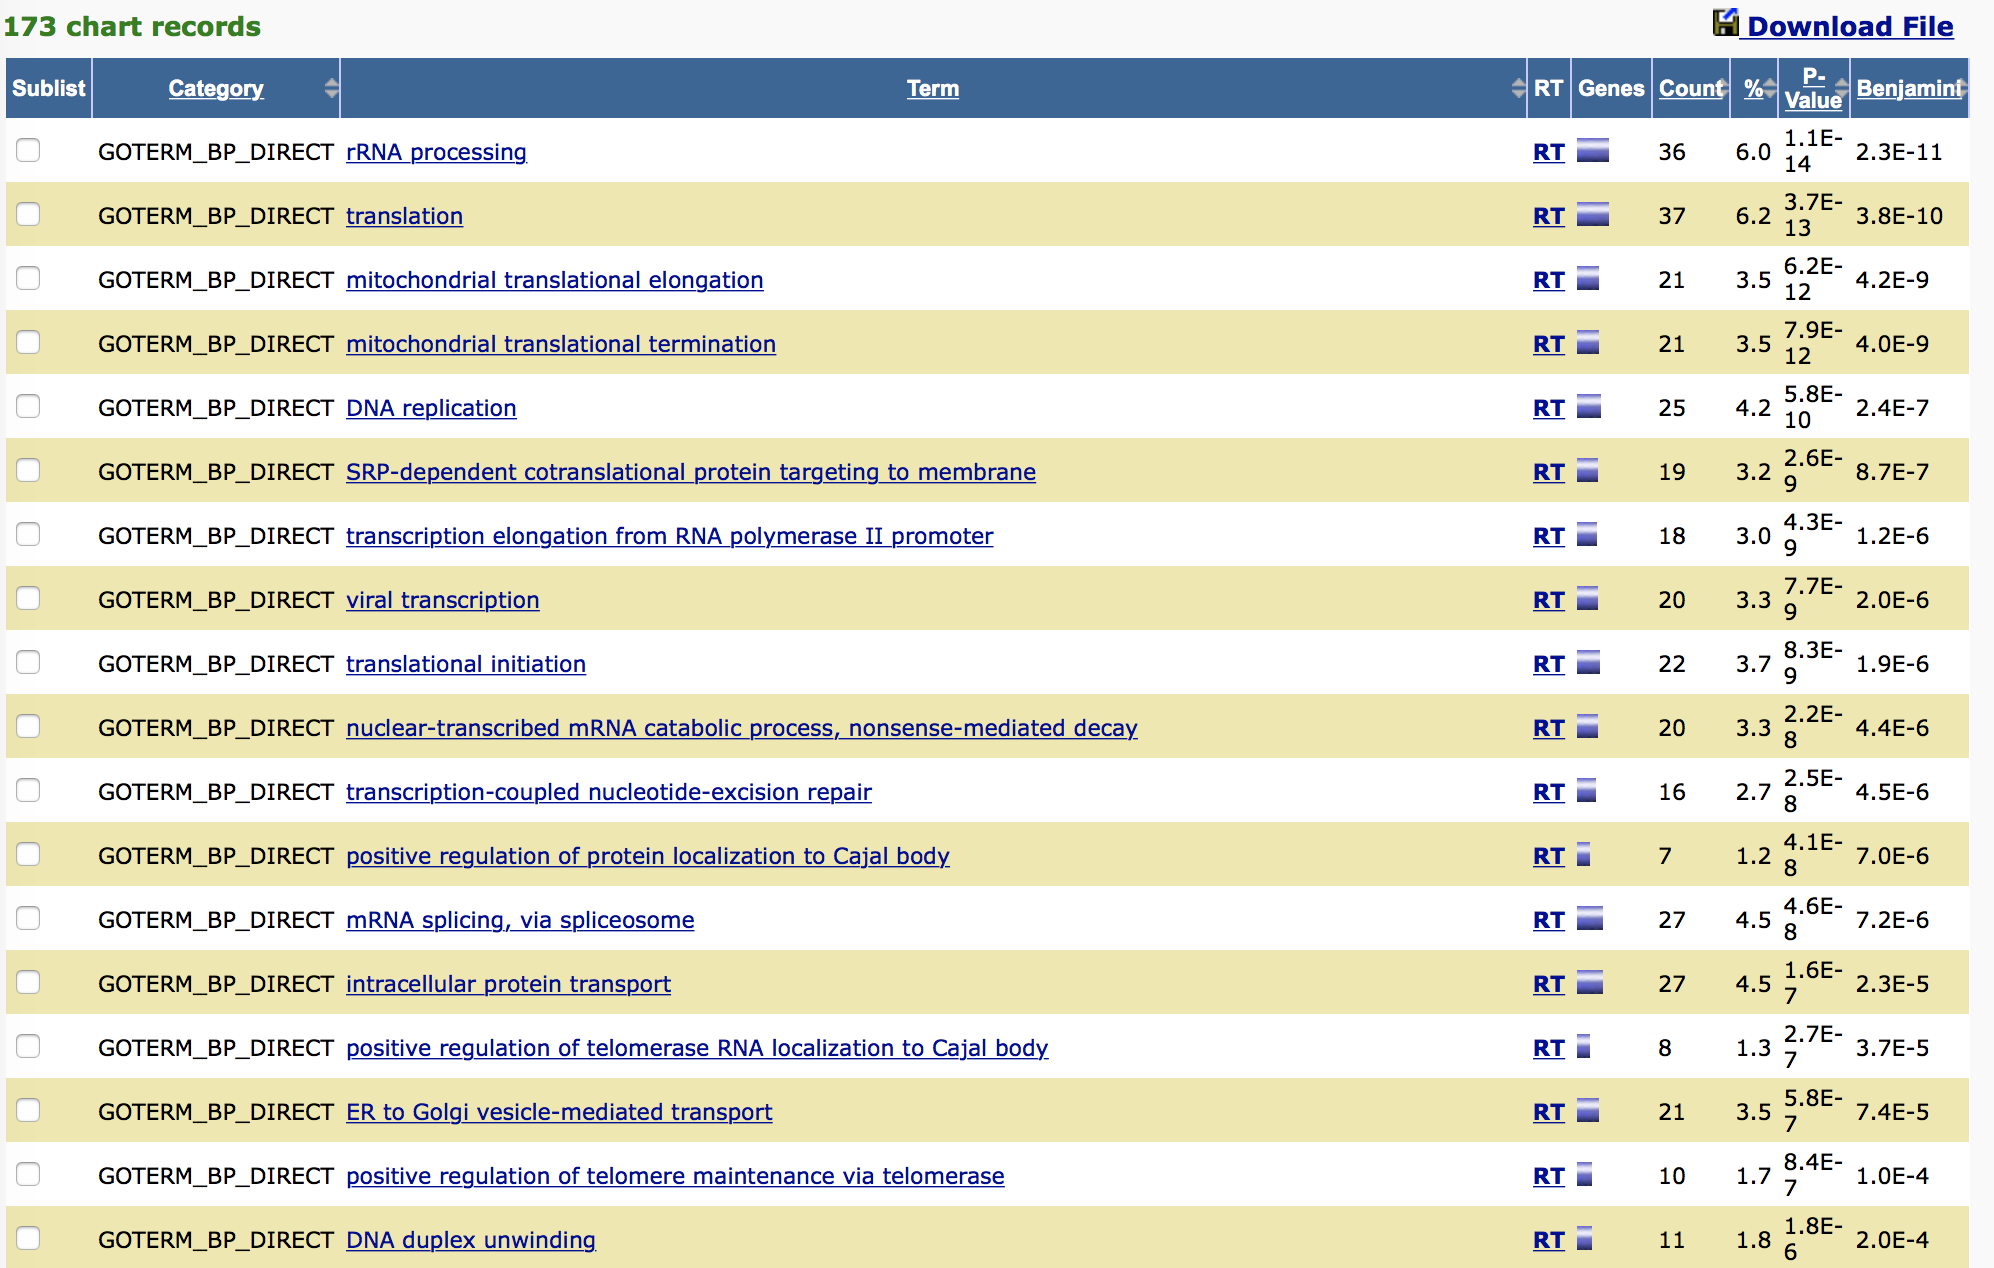 173 chart records Download File
Sublist Category Term RT Genes Count % P-Value Benjamini
GOTERM_BP_DIRECT rRNA processing RT 36 6.0 1.1E-14 2.3E-11
GOTERM_BP_DIRECT translation RT 37 6.2 3.7E-13 3.8E-10
GOTERM_BP_DIRECT mitochondrial translational elongation RT 21 3.5 6.2E-12 4.2E-9
GOTERM_BP_DIRECT mitochondrial translational termination RT 21 3.5 7.9E-12 4.0E-9
GOTERM_BP_DIRECT DNA replication RT 25 4.2 5.8E-10 2.4E-7
GOTERM_BP_DIRECT SRP-dependent cotranslational protein targeting to membrane RT 19 3.2 2.6E-9 8.7E-7
GOTERM_BP_DIRECT transcription elongation from RNA polymerase II promoter RT 18 3.0 4.3E-9 1.2E-6
GOTERM_BP_DIRECT viral transcription RT 20 3.3 7.7E-9 2.0E-6
GOTERM_BP_DIRECT translational initiation RT 22 3.7 8.3E-9 1.9E-6
GOTERM_BP_DIRECT nuclear-transcribed mRNA catabolic process, nonsense-mediated decay RT 20 3.3 2.2E-8 4.4E-6
GOTERM_BP_DIRECT transcription-coupled nucleotide-excision repair RT 16 2.7 2.5E-8 4.5E-6
GOTERM_BP_DIRECT positive regulation of protein localization to Cajal body RT 7 1.2 4.1E-8 7.0E-6
GOTERM_BP_DIRECT mRNA splicing, via spliceosome RT 27 4.5 4.6E-8 7.2E-6
GOTERM_BP_DIRECT intracellular protein transport RT 27 4.5 1.6E-7 2.3E-5
GOTERM_BP_DIRECT positive regulation of telomerase RNA localization to Cajal body RT 8 1.3 2.7E-7 3.7E-5
GOTERM_BP_DIRECT ER to Golgi vesicle-mediated transport RT 21 3.5 5.8E-7 7.4E-5
GOTERM_BP_DIRECT positive regulation of telomere maintenance via telomerase RT 10 1.7 8.4E-7 1.0E-4
GOTERM_BP_DIRECT DNA duplex unwinding RT 11 1.8 1.8E-6 2.0E-4